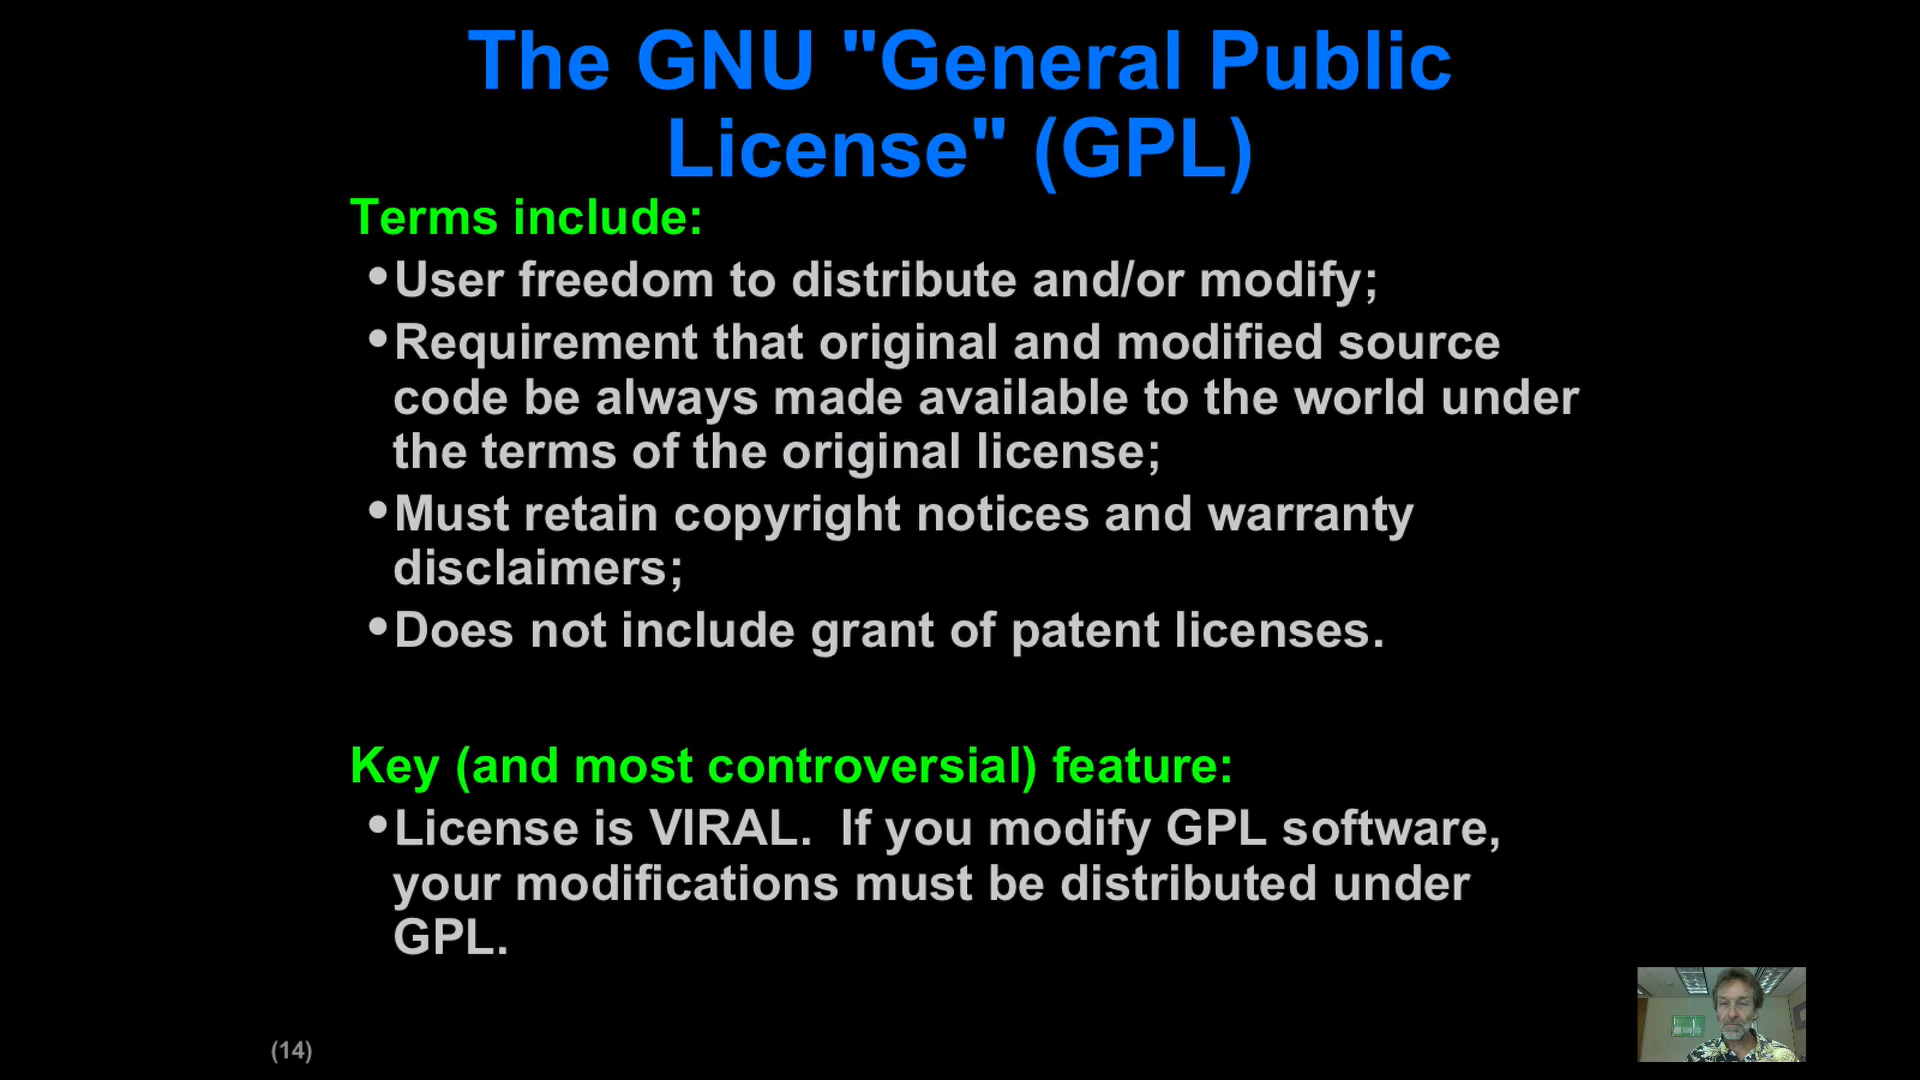 The GNU "General Public
License" (GPL)
Terms include:
•User freedom to distribute and/or modify;
•Requirement that original and modified source
code be always made available to the world under
the terms of the original license;
•Must retain copyright notices and warranty
disclaimers;
•Does not include grant of patent licenses.
Key (and most controversial) feature:
•License is VIRAL.  If you modify GPL software,
your modifications must be distributed under
GPL.
(14)